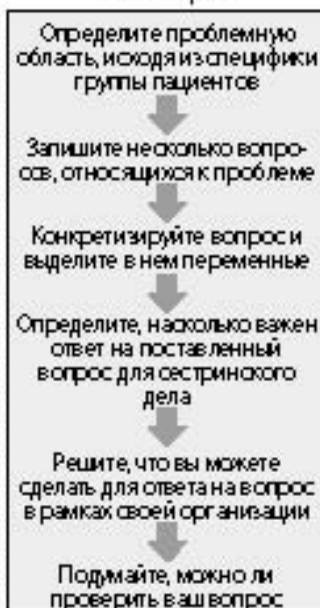 Определите проблемную
область, исходя из специфики
группы пациентов
Запишите несколько вопро-
сов, относящихся к проблеме
Конкретизируйте вопрос и
выделите в нем переменные
Определите, насколько важен
ответ на поставленный
вопрос для сестринского
дела
Решите, что вы можете
сделать для ответа на вопрос
в рамках своей организации
Подумайте, можно ли
проверить ваш вопрос